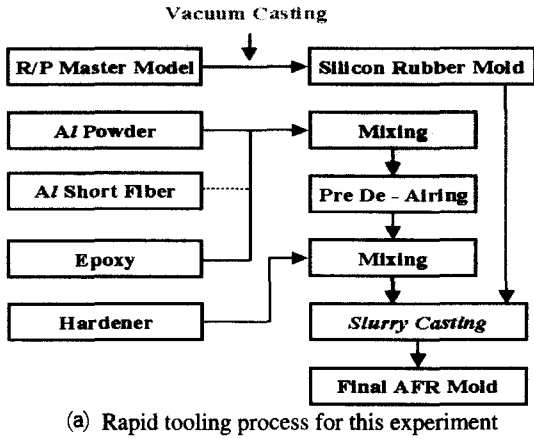 Vacuum Casting
R/P Master Model
Silicon Rubber Mold
Al Powder
Mixing
Al Short Fiber
Pre De - Airing
Epoxy
Mixing
Hardener
Slurry Casting
Final AFR Mold
(a) Rapid tooling process for this experiment